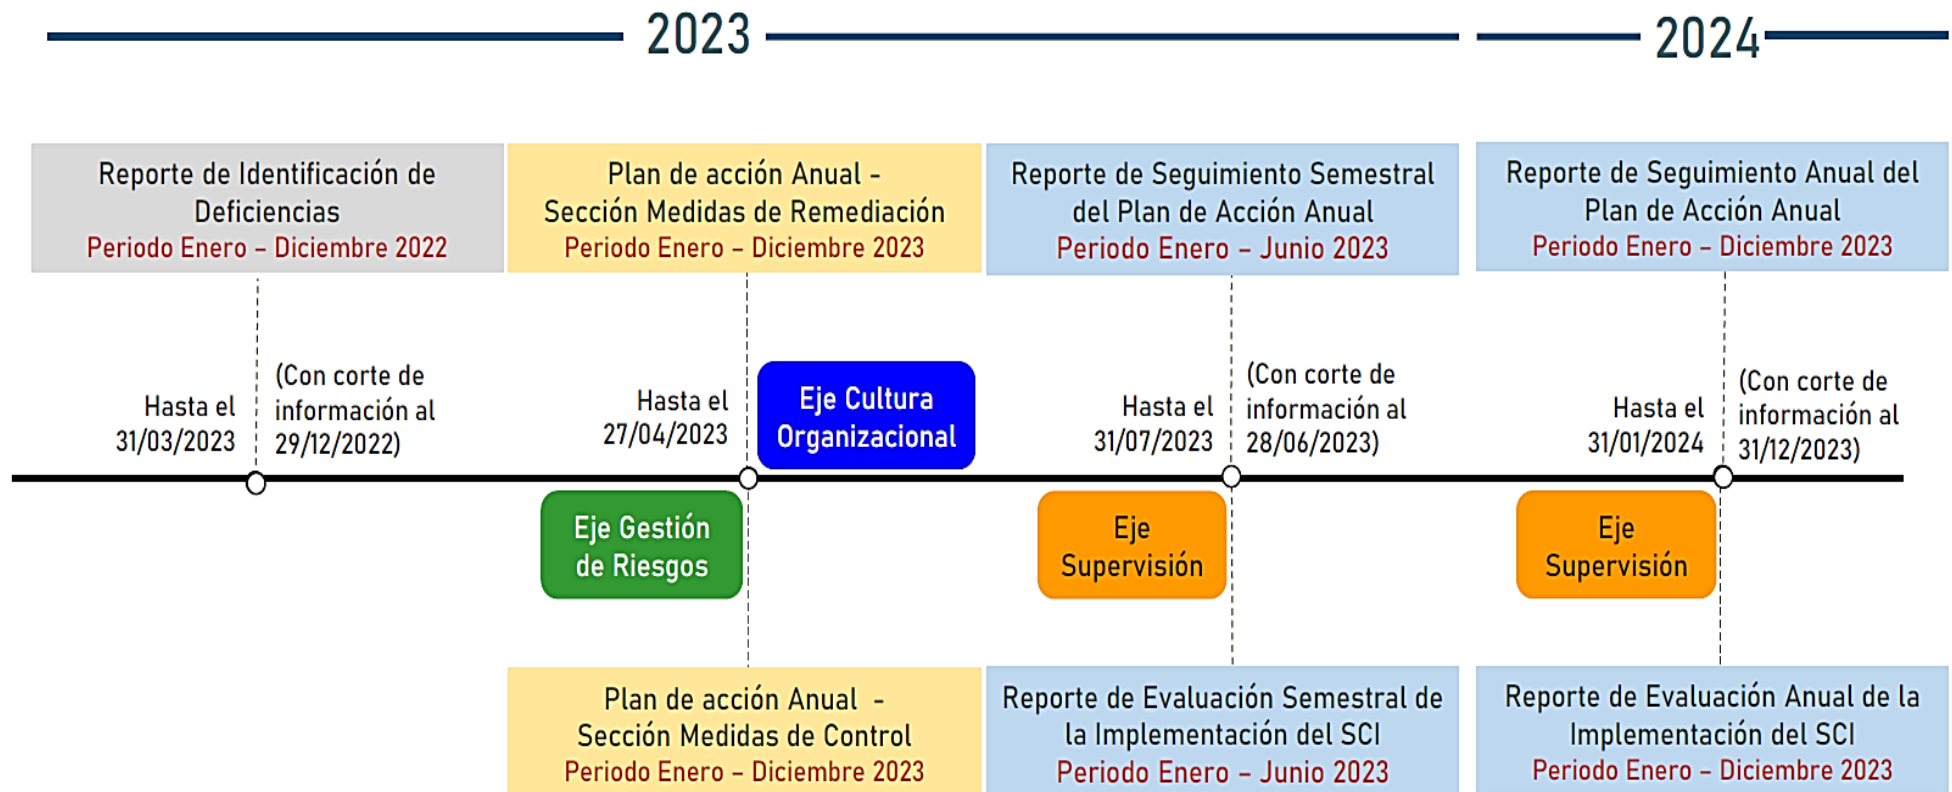 2023
2024
Reporte de Identificación de
Deficiencias
Periodo Enero – Diciembre 2022
Plan de acción Anual -
Sección Medidas de Remediación
Periodo Enero – Diciembre 2023
Reporte de Seguimiento Semestral
del Plan de Acción Anual
Periodo Enero – Junio 2023
Reporte de Seguimiento Anual del
Plan de Acción Anual
Periodo Enero – Diciembre 2023
Hasta el
31/03/2023
(Con corte de
información al
29/12/2022)
Hasta el
27/04/2023
Eje Cultura
Organizacional
Hasta el
31/07/2023
(Con corte de
información al
28/06/2023)
Hasta el
31/01/2024
(Con corte de
información al
31/12/2023)
Eje Gestión
de Riesgos
Eje
Supervisión
Eje
Supervisión
Plan de acción Anual -
Sección Medidas de Control
Periodo Enero – Diciembre 2023
Reporte de Evaluación Semestral de
la Implementación del SCI
Periodo Enero – Junio 2023
Reporte de Evaluación Anual de la
Implementación del SCI
Periodo Enero – Diciembre 2023